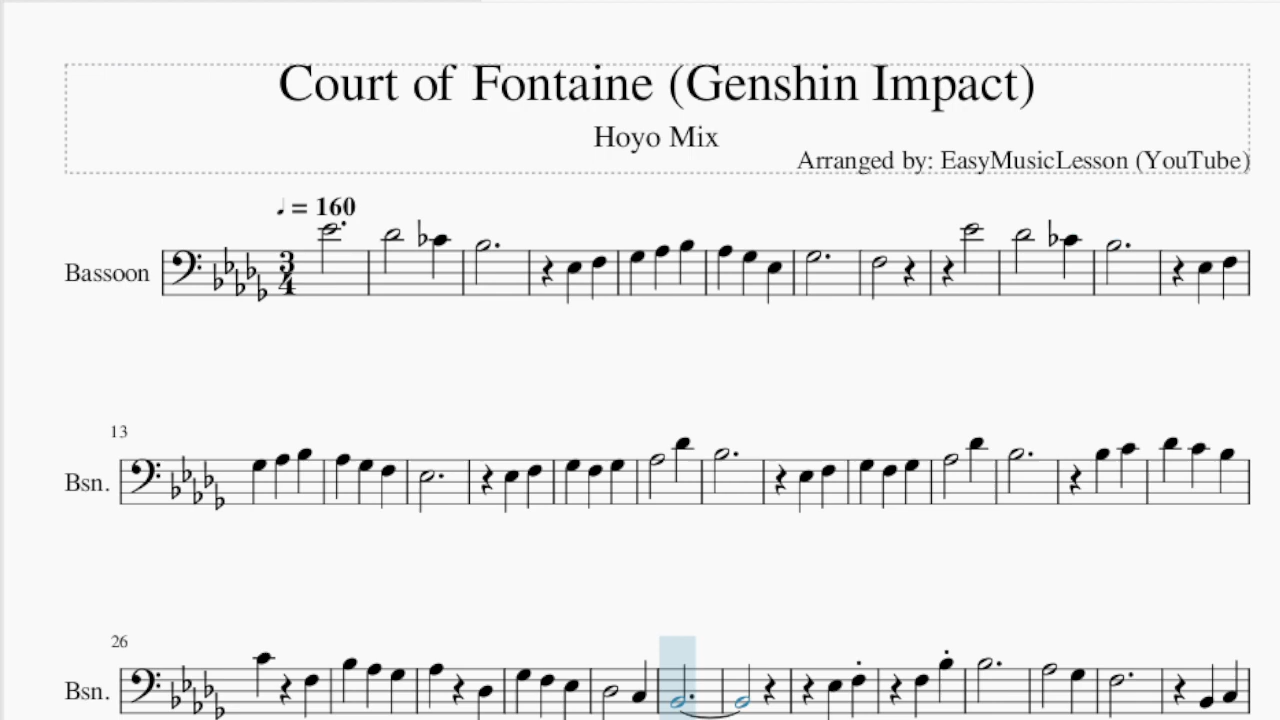 Court of Fontaine (Genshin Impact)
Hoyo Mix
Arranged by: EasyMusicLesson (YouTube)
♩ = 160
Bassoon
3
4
13
Bsn.
26
Bsn.